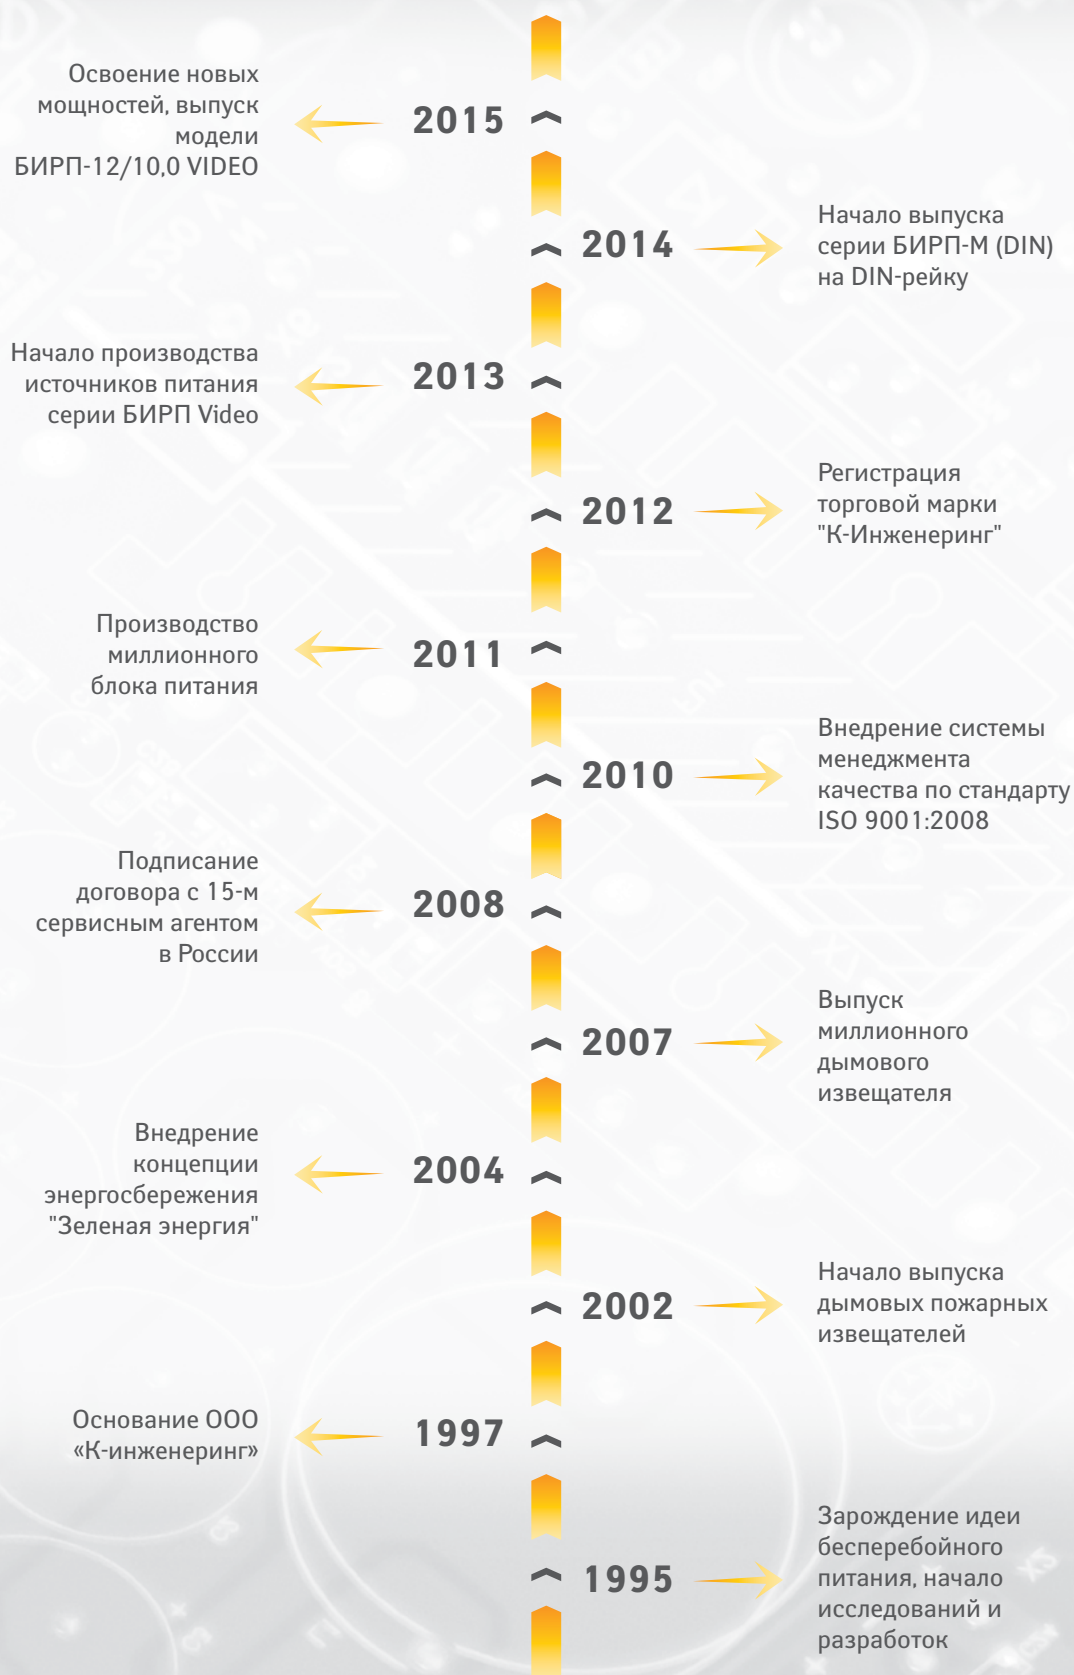 Освоение новых
мощностей, выпуск
модели
БИРП-12/10,0 VIDEO
2015
2014
Начало выпуска
серии БИРП-М (DIN)
на DIN-рейку
Начало производства
источников питания
серии БИРП Video
2013
2012
Регистрация
торговой марки
"К-Инженеринг"
Производство
миллионного
блока питания
2011
2010
Внедрение системы
менеджмента
качества по стандарту
ISO 9001:2008
Подписание
договора с 15-м
сервисным агентом
в России
2008
2007
Выпуск
миллионного
дымового
извещателя
Внедрение
концепции
энергосбережения
"Зеленая энергия"
2004
2002
Начало выпуска
дымовых пожарных
извещателей
Основание ООО
«К-инженеринг»
1997
1995
Зарождение идеи
бесперебойного
питания, начало
исследований и
разработок